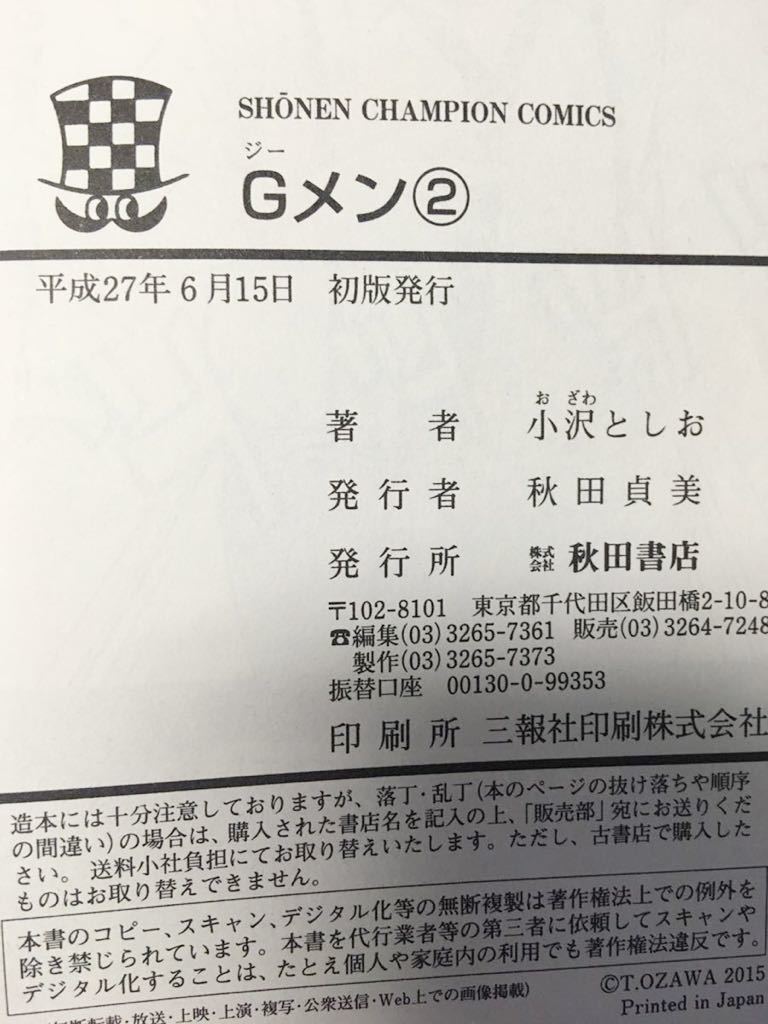 SHŌNEN CHAMPION COMICS
ジー
Gメン②
平成27年6月15日 初版発行
お ざわ
著 者 小沢としお
発行者 秋田貞美
発行所 株式会社 秋田書店
〒102-8101 東京都千代田区飯田橋2-10-8
☎編集(03)3265-7361 販売(03)3264-7248
製作(03)3265-7373
振替口座 00130-0-99353
印刷所 三報社印刷株式会社
造本には十分注意しておりますが、落丁・乱丁(本のページの抜け落ちや順序
の間違い)の場合は、購入された書店名を記入の上、「販売部」宛にお送りくだ
さい。送料小社負担にてお取り替えいたします。ただし、古書店で購入した
ものはお取り替えできません。
本書のコピー、スキャン、デジタル化等の無断複製は著作権法上での例外を
除き禁じられています。本書を代行業者等の第三者に依頼してスキャンや
デジタル化することは、たとえ個人や家庭内の利用でも著作権法違反です。
断転載・放送・上映・上演・複写・公衆送信・Web上での画像掲載)
©T.OZAWA 2015
Printed in Japan